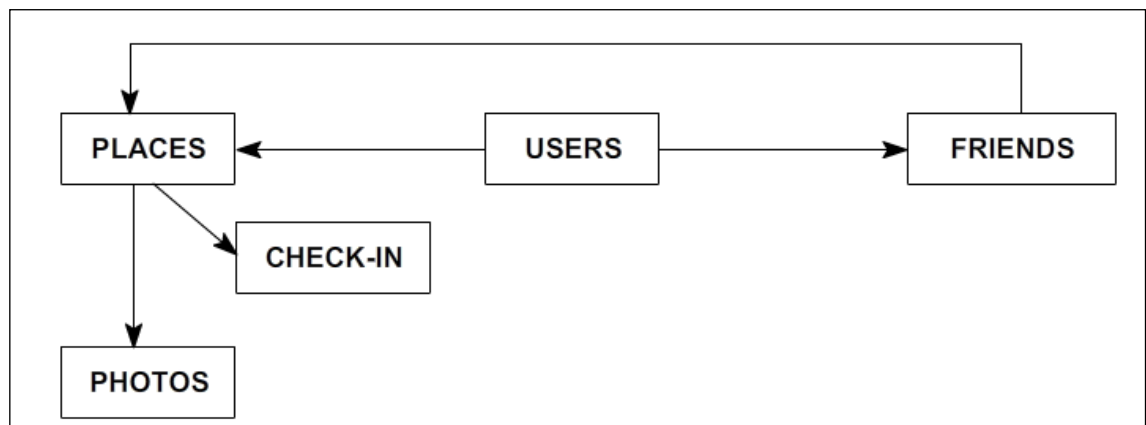 PLACES
USERS
FRIENDS
CHECK-IN
PHOTOS